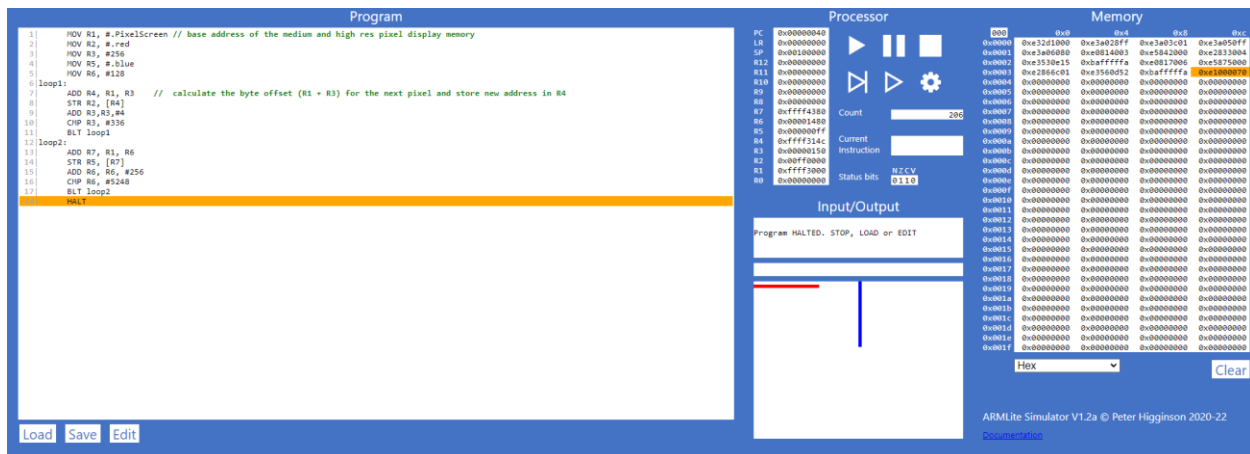 Program
1| MOV R1, #.PixelScreen // base address of the medium and high res pixel display memory
2| MOV R2, #.red
3| MOV R3, #256
4| MOV R5, #.blue
5| MOV R6, #128
6|loop1:
7| ADD R4, R1, R3 // calculate the byte offset (R1 + R3) for the next pixel and store new address in R4
8| STR R2, [R4]
9| ADD R3,R3,#4
10| CMP R3, #336
11| BLT loop1
12|loop2:
13| ADD R7, R1, R6
14| STR R5, [R7]
15| ADD R6, R6, #256
16| CMP R6, #5248
17| BLT loop2
HALT
Load Save Edit
Processor
PC 0x00000040
LR 0x00000000
SP 0x00100000
R12 0x00000000
R11 0x00000000
R10 0x00000000
R9 0x00000000
R8 0x00000000
R7 0xffff4380
R6 0x00001480
R5 0x000000ff
R4 0xffff314c
R3 0x00000150
R2 0x00ff0000
R1 0xffff3000
R0 0x00000000
Count 206
Current
Instruction
Status bits
NZCV
0110
Input/Output
Program HALTED. STOP, LOAD or EDIT
Memory
000 0x0 0x4 0x8 0xc
0x0000 0xe32d1000 0xe3a028ff 0xe3a03c01 0xe3a050ff
0x0001 0xe3a06080 0xe0814003 0xe5842000 0xe2833004
0x0002 0xe3530e15 0xbafffffa 0xe0817006 0xe5875000
0x0003 0xe2866c01 0xe3560d52 0xbafffffa 0xe1000070
0x0004 0x00000000 0x00000000 0x00000000 0x00000000
0x0005 0x00000000 0x00000000 0x00000000 0x00000000
0x0006 0x00000000 0x00000000 0x00000000 0x00000000
0x0007 0x00000000 0x00000000 0x00000000 0x00000000
0x0008 0x00000000 0x00000000 0x00000000 0x00000000
0x0009 0x00000000 0x00000000 0x00000000 0x00000000
0x000a 0x00000000 0x00000000 0x00000000 0x00000000
0x000b 0x00000000 0x00000000 0x00000000 0x00000000
0x000c 0x00000000 0x00000000 0x00000000 0x00000000
0x000d 0x00000000 0x00000000 0x00000000 0x00000000
0x000e 0x00000000 0x00000000 0x00000000 0x00000000
0x000f 0x00000000 0x00000000 0x00000000 0x00000000
0x0010 0x00000000 0x00000000 0x00000000 0x00000000
0x0011 0x00000000 0x00000000 0x00000000 0x00000000
0x0012 0x00000000 0x00000000 0x00000000 0x00000000
0x0013 0x00000000 0x00000000 0x00000000 0x00000000
0x0014 0x00000000 0x00000000 0x00000000 0x00000000
0x0015 0x00000000 0x00000000 0x00000000 0x00000000
0x0016 0x00000000 0x00000000 0x00000000 0x00000000
0x0017 0x00000000 0x00000000 0x00000000 0x00000000
0x0018 0x00000000 0x00000000 0x00000000 0x00000000
0x0019 0x00000000 0x00000000 0x00000000 0x00000000
0x001a 0x00000000 0x00000000 0x00000000 0x00000000
0x001b 0x00000000 0x00000000 0x00000000 0x00000000
0x001c 0x00000000 0x00000000 0x00000000 0x00000000
0x001d 0x00000000 0x00000000 0x00000000 0x00000000
0x001e 0x00000000 0x00000000 0x00000000 0x00000000
0x001f 0x00000000 0x00000000 0x00000000 0x00000000
Hex
Clear
ARMLite Simulator V1.2a © Peter Higginson 2020-22
Documentation